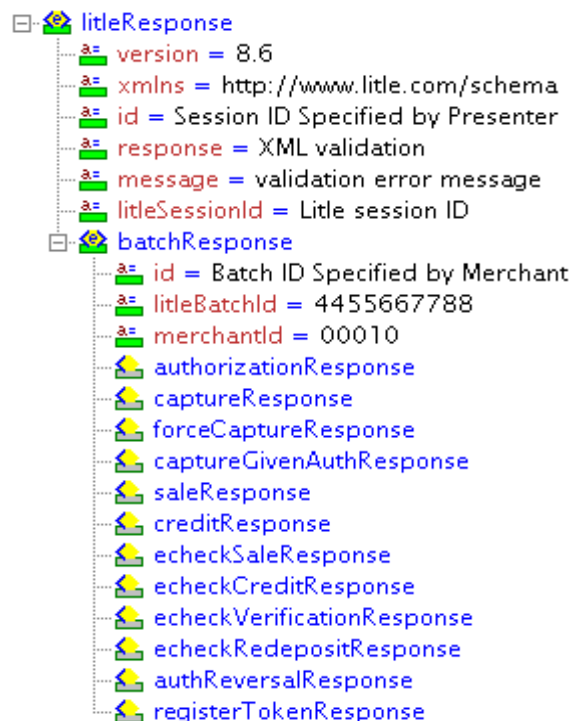 litleResponse
a= version = 8.6
a= xmlns = http://www.litle.com/schema
a= id = Session ID Specified by Presenter
a= response = XML validation
a= message = validation error message
a= litleSessionId = Litle session ID
batchResponse
a= id = Batch ID Specified by Merchant
a= litleBatchId = 4455667788
a= merchantId = 00010
authorizationResponse
captureResponse
forceCaptureResponse
captureGivenAuthResponse
saleResponse
creditResponse
echeckSaleResponse
echeckCreditResponse
echeckVerificationResponse
echeckRedepositResponse
authReversalResponse
registerTokenResponse